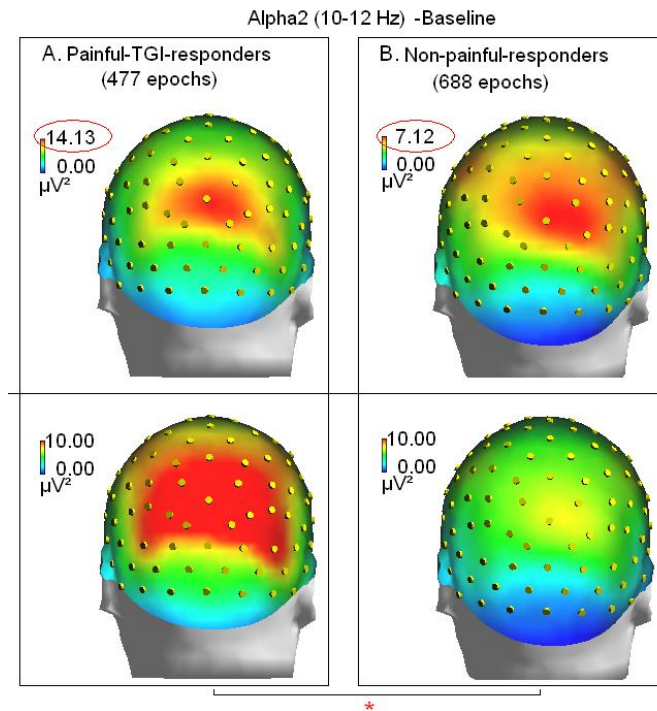 Alpha2 (10-12 Hz) -Baseline
A. Painful-TGI-responders
(477 epochs)
B. Non-painful-responders
(688 epochs)
14.13
0.00
µV²
7.12
0.00
µV²
10.00
0.00
µV²
10.00
0.00
µV²
*